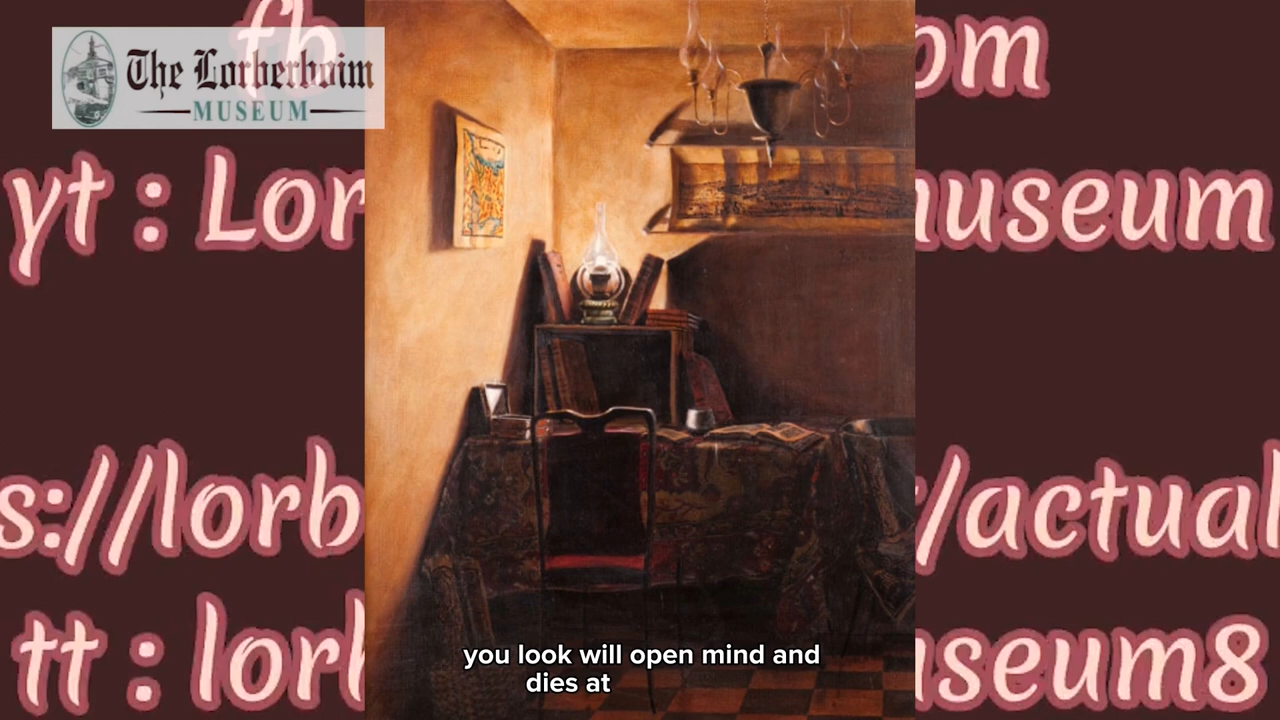 The Lorberboim
MUSEUM
fb
om
yt : Lor
useum
s://lorb
/actual
tt : lorl
useum8
you look will open mind and
dies at